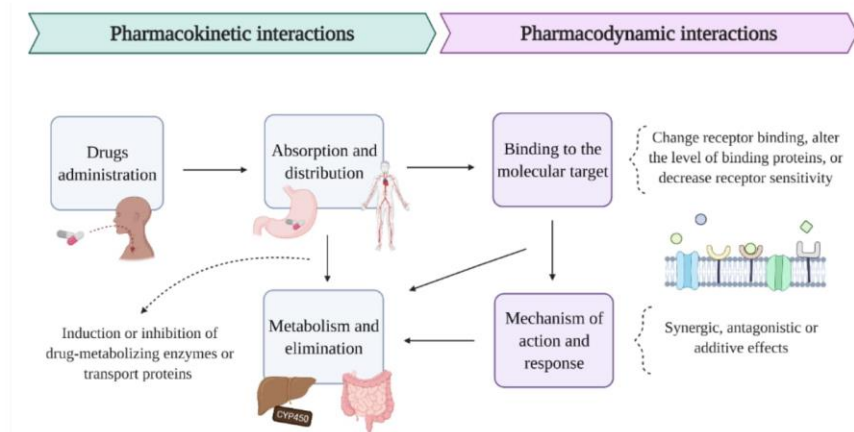 Pharmacokinetic interactions
Pharmacodynamic interactions
Drugs
administration
Absorption and
distribution
Binding to the
molecular target
Change receptor binding, alter
the level of binding proteins, or
decrease receptor sensitivity
Induction or inhibition of
drug-metabolizing enzymes or
transport proteins
Metabolism and
elimination
CYP450
Mechanism of
action and
response
Synergic, antagonistic or
additive effects